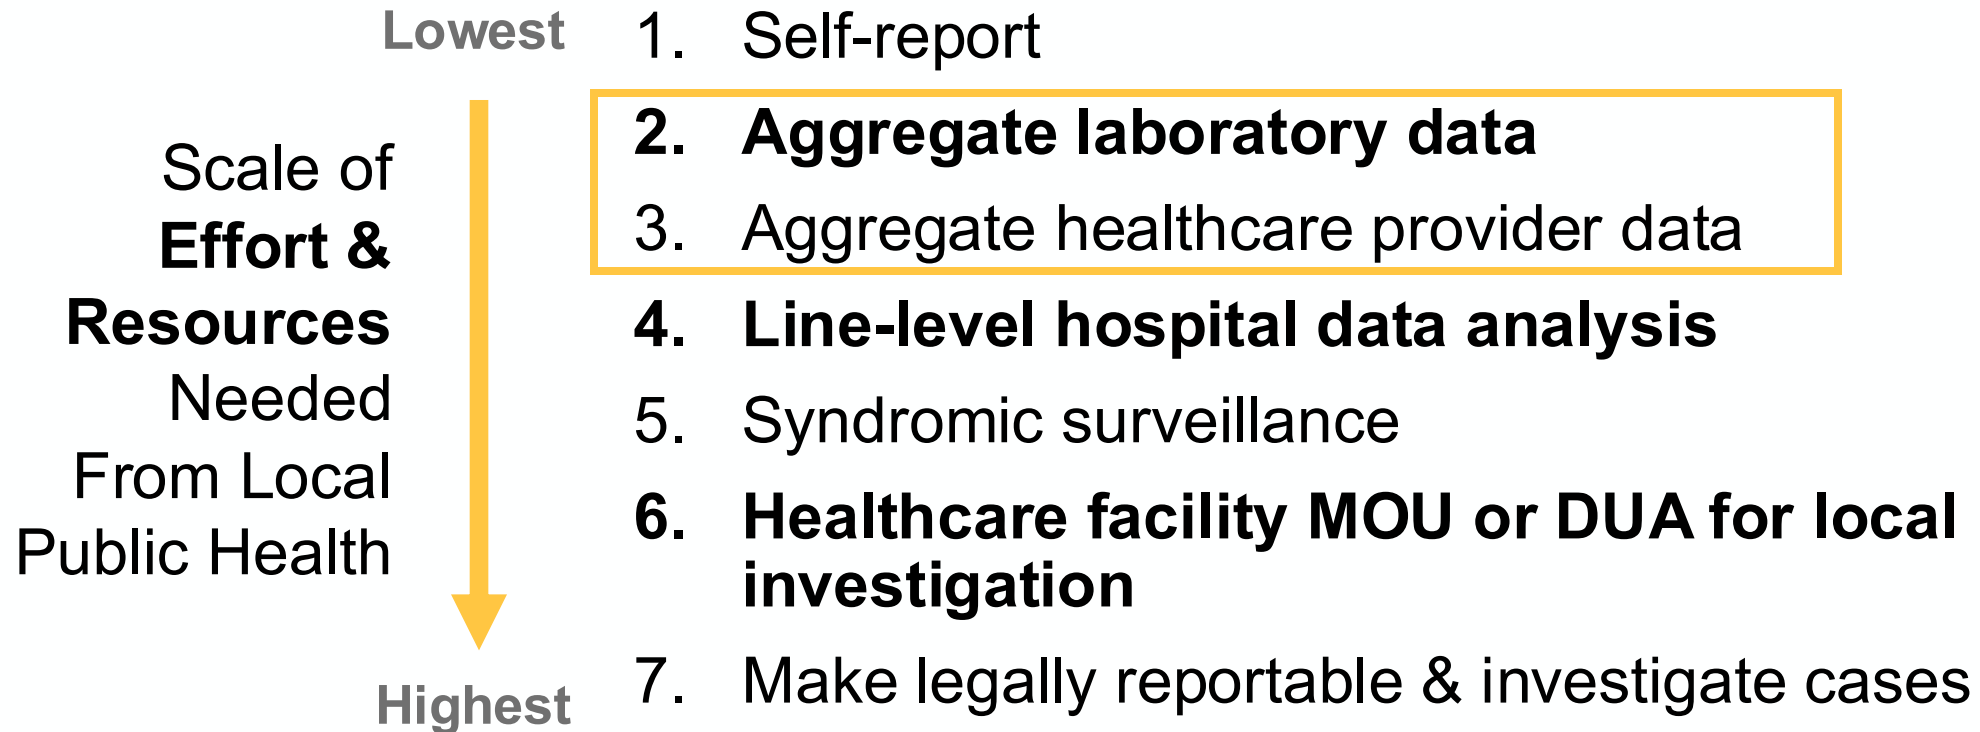 Lowest
Scale of
Effort &
Resources
Needed
From Local
Public Health
Highest
1. Self-report
2. Aggregate laboratory data
3. Aggregate healthcare provider data
4. Line-level hospital data analysis
5. Syndromic surveillance
6. Healthcare facility MOU or DUA for local
investigation
7. Make legally reportable & investigate cases